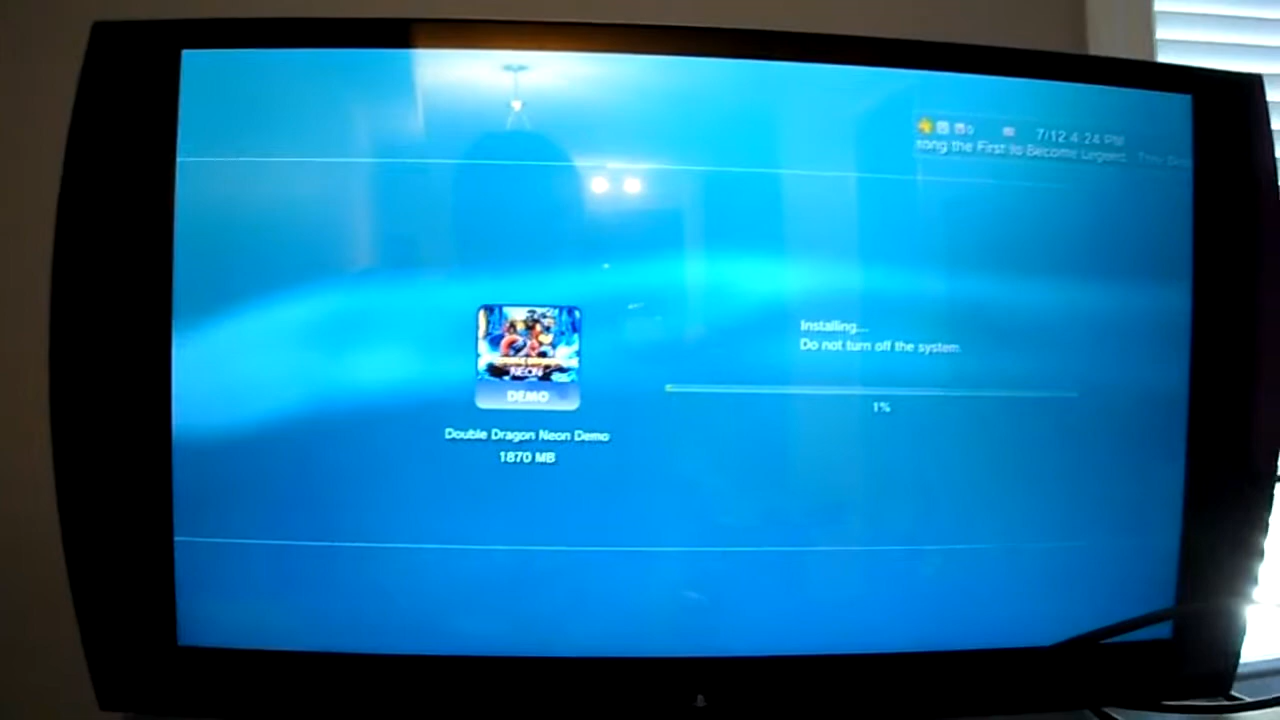 7/12 4:24 PM
the First to Become Legend
Installing...
Do not turn off the system.
1%
NEON
DEMO
Double Dragon Neon Demo
1870 MB